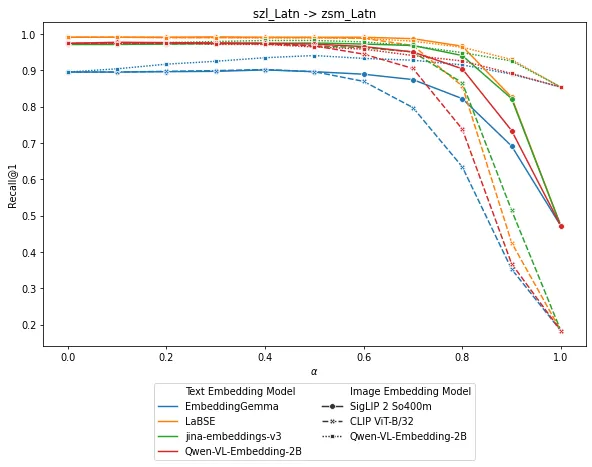 szl_Latn -> zsm_Latn
Recall@1
1.0
0.9
0.8
0.7
0.6
0.5
0.4
0.3
0.2
0.0 0.2 0.4 0.6 0.8 1.0
α
Text Embedding Model Image Embedding Model
EmbeddingGemma SigLIP 2 So400m
LaBSE CLIP ViT-B/32
jina-embeddings-v3 Qwen-VL-Embedding-2B
Qwen-VL-Embedding-2B